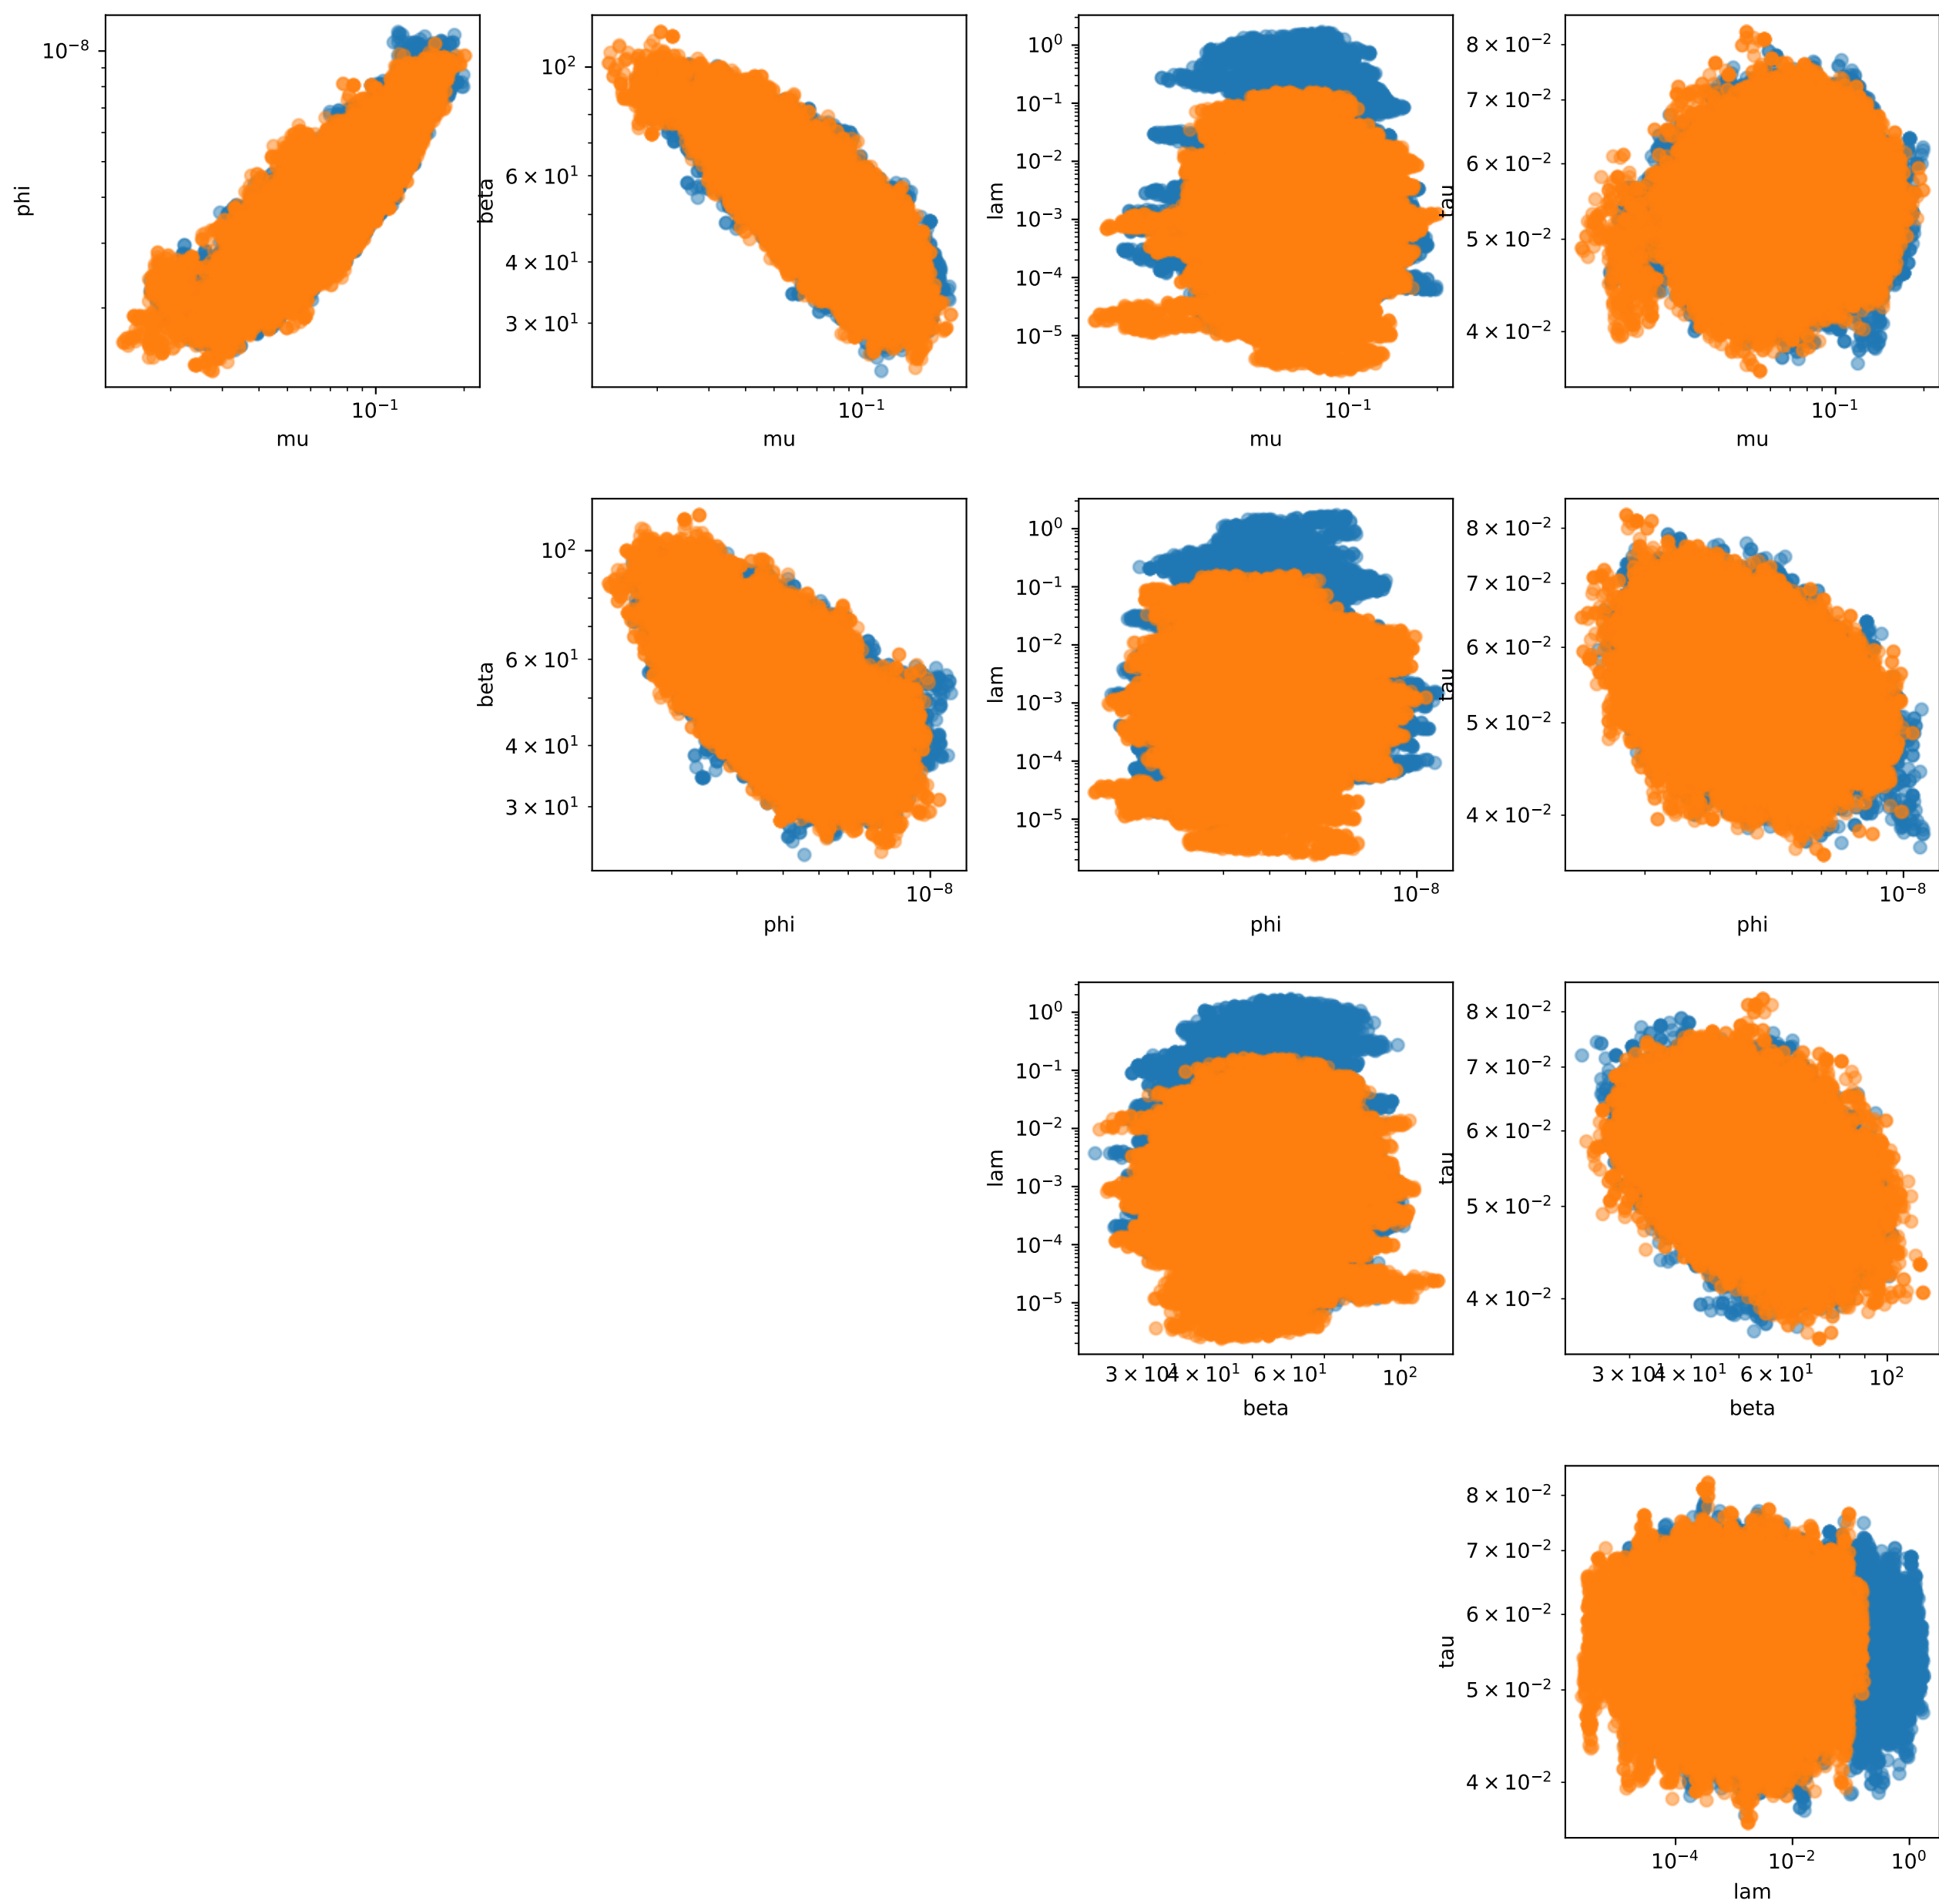 10⁻⁸
phi
10⁻¹
mu
10²
6 × 10¹
4 × 10¹
3 × 10¹
beta
10⁻¹
mu
10⁰
10⁻¹
10⁻²
10⁻³
10⁻⁴
10⁻⁵
lam
10⁻¹
mu
8 × 10⁻²
7 × 10⁻²
6 × 10⁻²
5 × 10⁻²
4 × 10⁻²
tau
10⁻¹
mu
10²
6 × 10¹
4 × 10¹
3 × 10¹
beta
10⁻⁸
phi
10⁰
10⁻¹
10⁻²
10⁻³
10⁻⁴
10⁻⁵
lam
10⁻⁸
phi
8 × 10⁻²
7 × 10⁻²
6 × 10⁻²
5 × 10⁻²
4 × 10⁻²
tau
10⁻⁸
phi
10⁰
10⁻¹
10⁻²
10⁻³
10⁻⁴
10⁻⁵
lam
3 × 10¹ 4 × 10¹ 6 × 10¹ 10²
beta
8 × 10⁻²
7 × 10⁻²
6 × 10⁻²
5 × 10⁻²
4 × 10⁻²
tau
3 × 10¹ 4 × 10¹ 6 × 10¹ 10²
beta
8 × 10⁻²
7 × 10⁻²
6 × 10⁻²
5 × 10⁻²
4 × 10⁻²
tau
10⁻⁴ 10⁻² 10⁰
lam